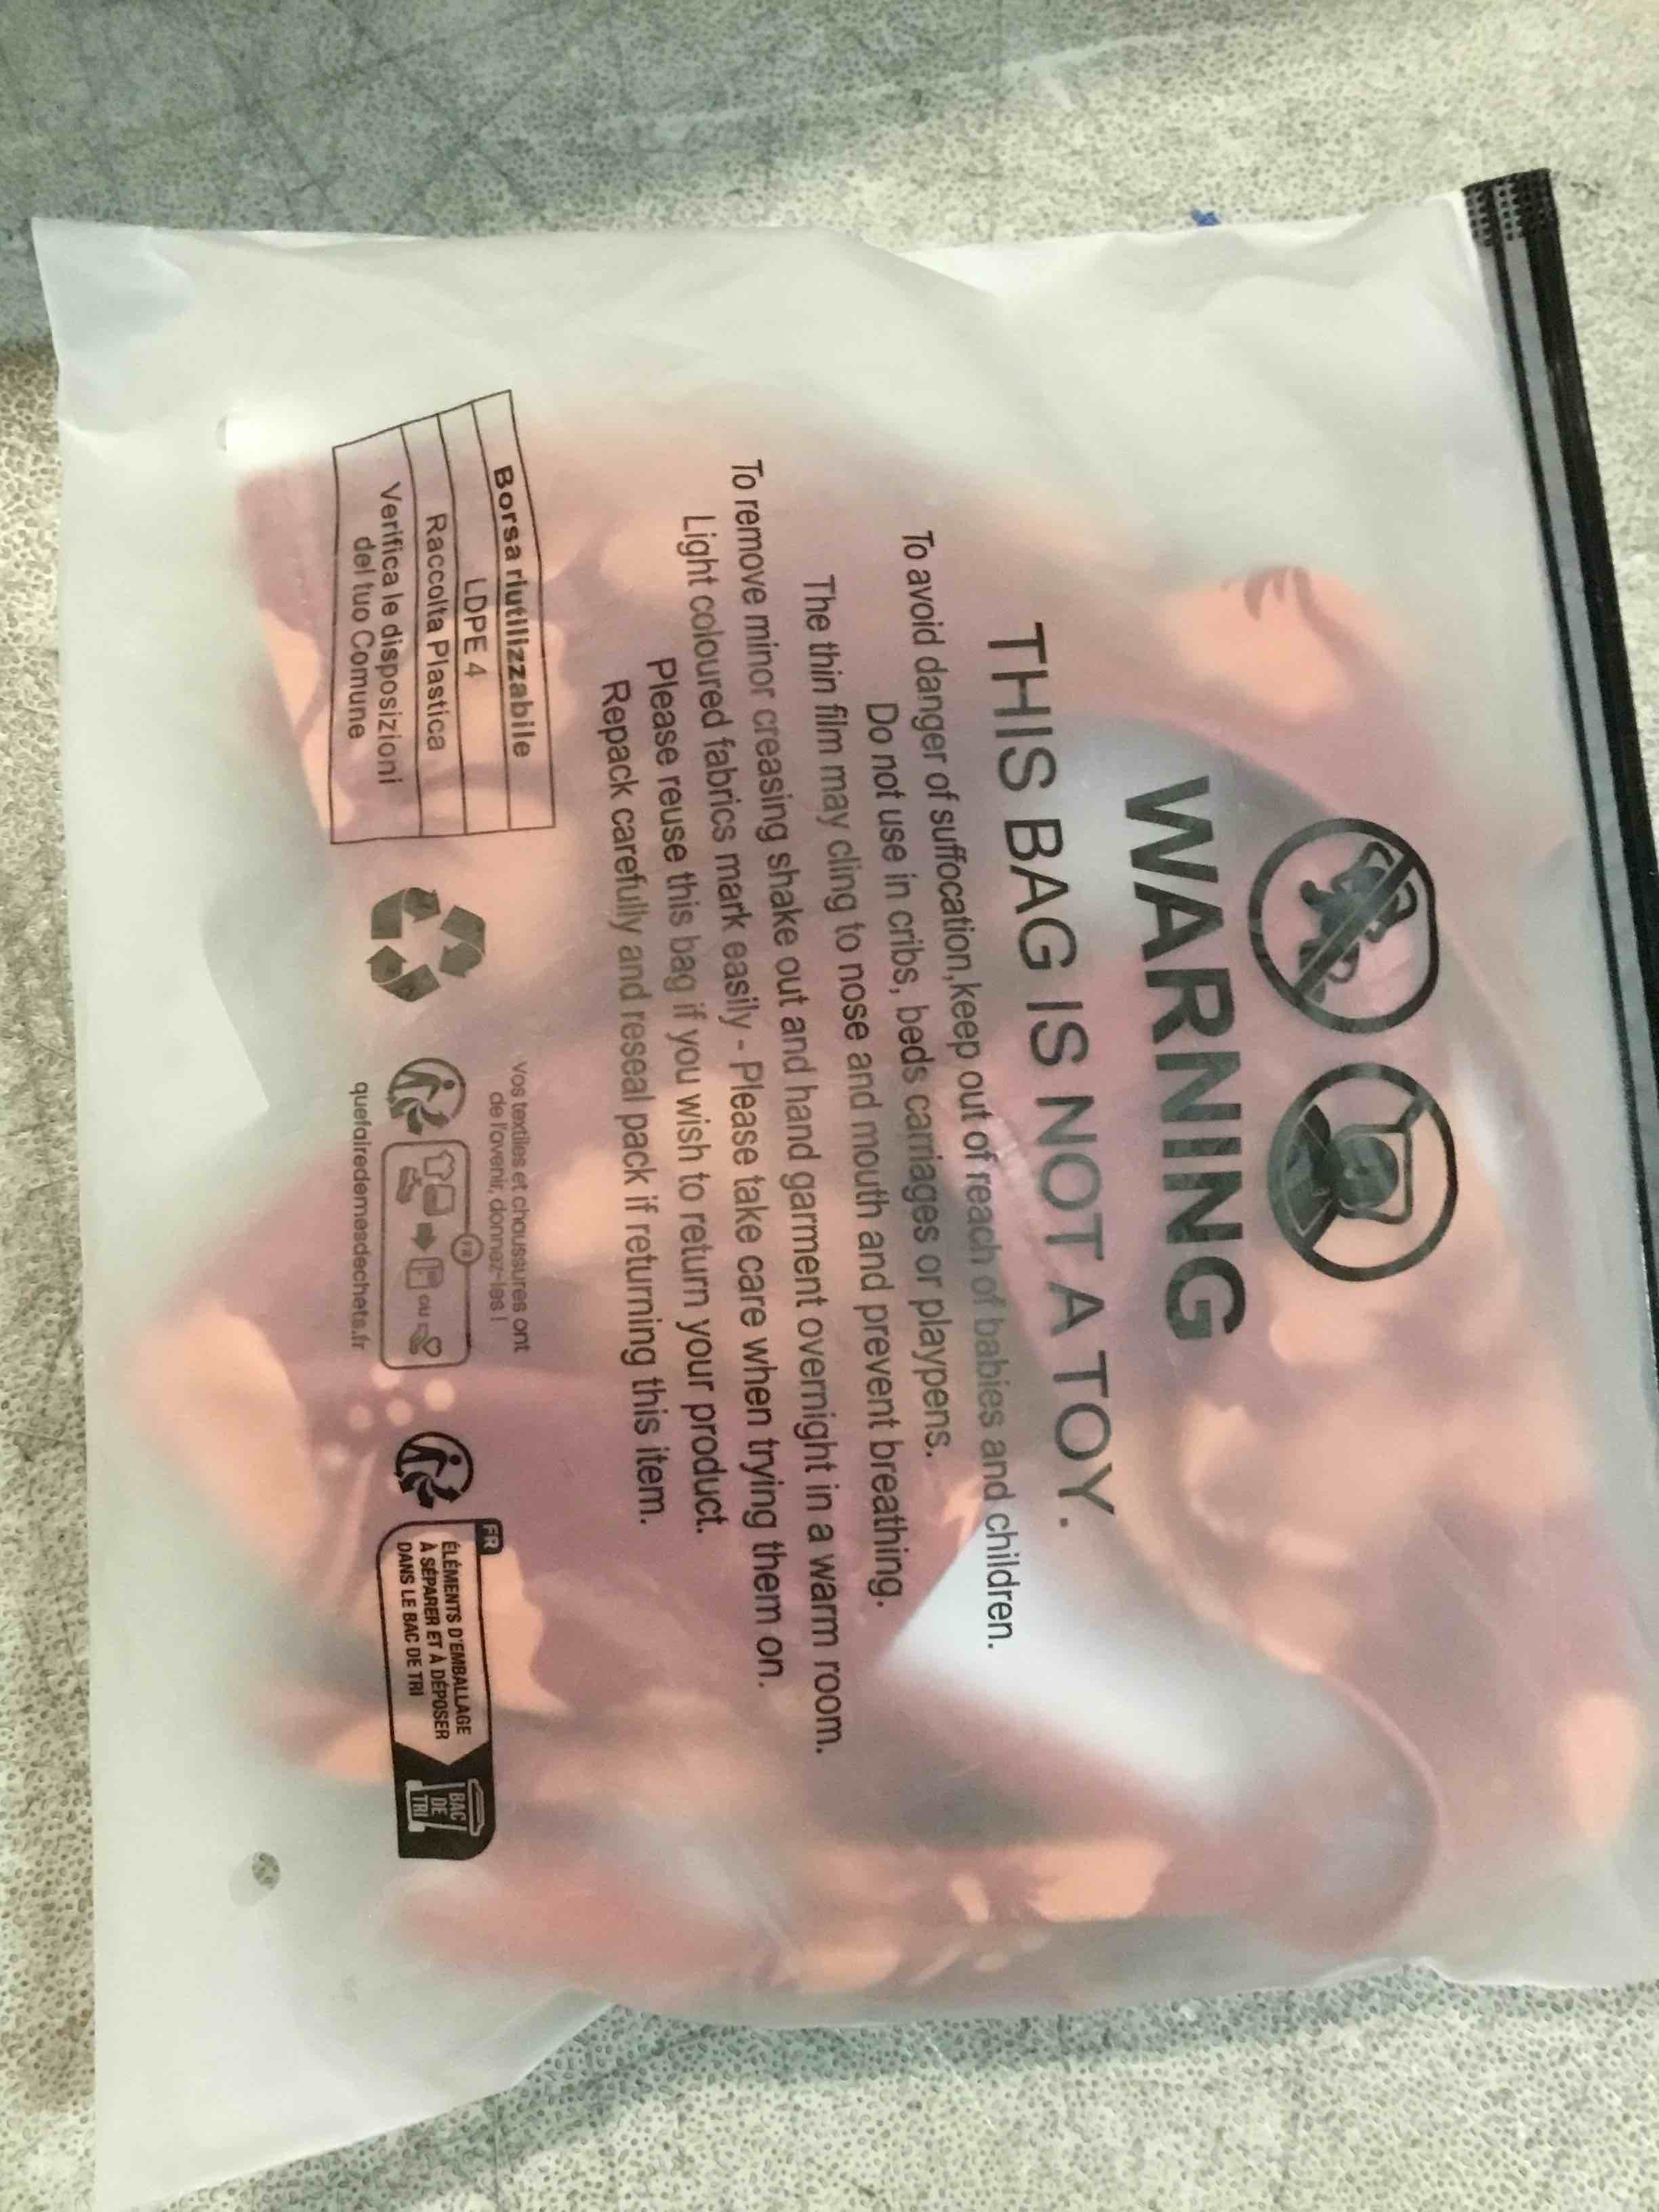 WARNING
THIS BAG IS NOT A TOY.
To avoid danger of suffocation,keep out of reach of babies and children.
Do not use in cribs, beds carriages or playpens.
The thin film may cling to nose and mouth and prevent breathing.
To remove minor creasing shake out and hand garment overnight in a warm room.
Light coloured fabrics mark easily - Please take care when trying them on.
Please reuse this bag if you wish to return your product.
Repack carefully and reseal pack if returning this item.
Borsa riutilizzabile
LDPE 4
Raccolta Plastica
Verifica le disposizioni
del tuo Comune
Vos textiles et chaussures ont
de l'avenir, donnez-les !
FR
OU
quefairedemesdechets.fr
FR
ÉLÉMENTS D'EMBALLAGE
À SÉPARER ET À DÉPOSER
DANS LE BAC DE TRI
BAC
DE
TRI